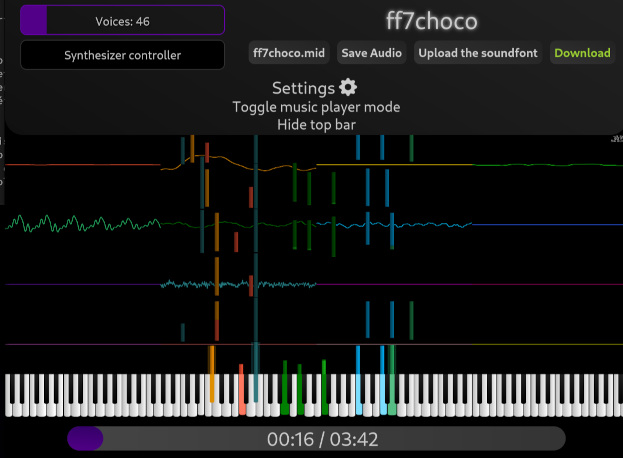 Voices: 46
ff7choco
Synthesizer controller
ff7choco.mid
Save Audio
Upload the soundfont
Download
Settings
Toggle music player mode
Hide top bar
00:16 / 03:42